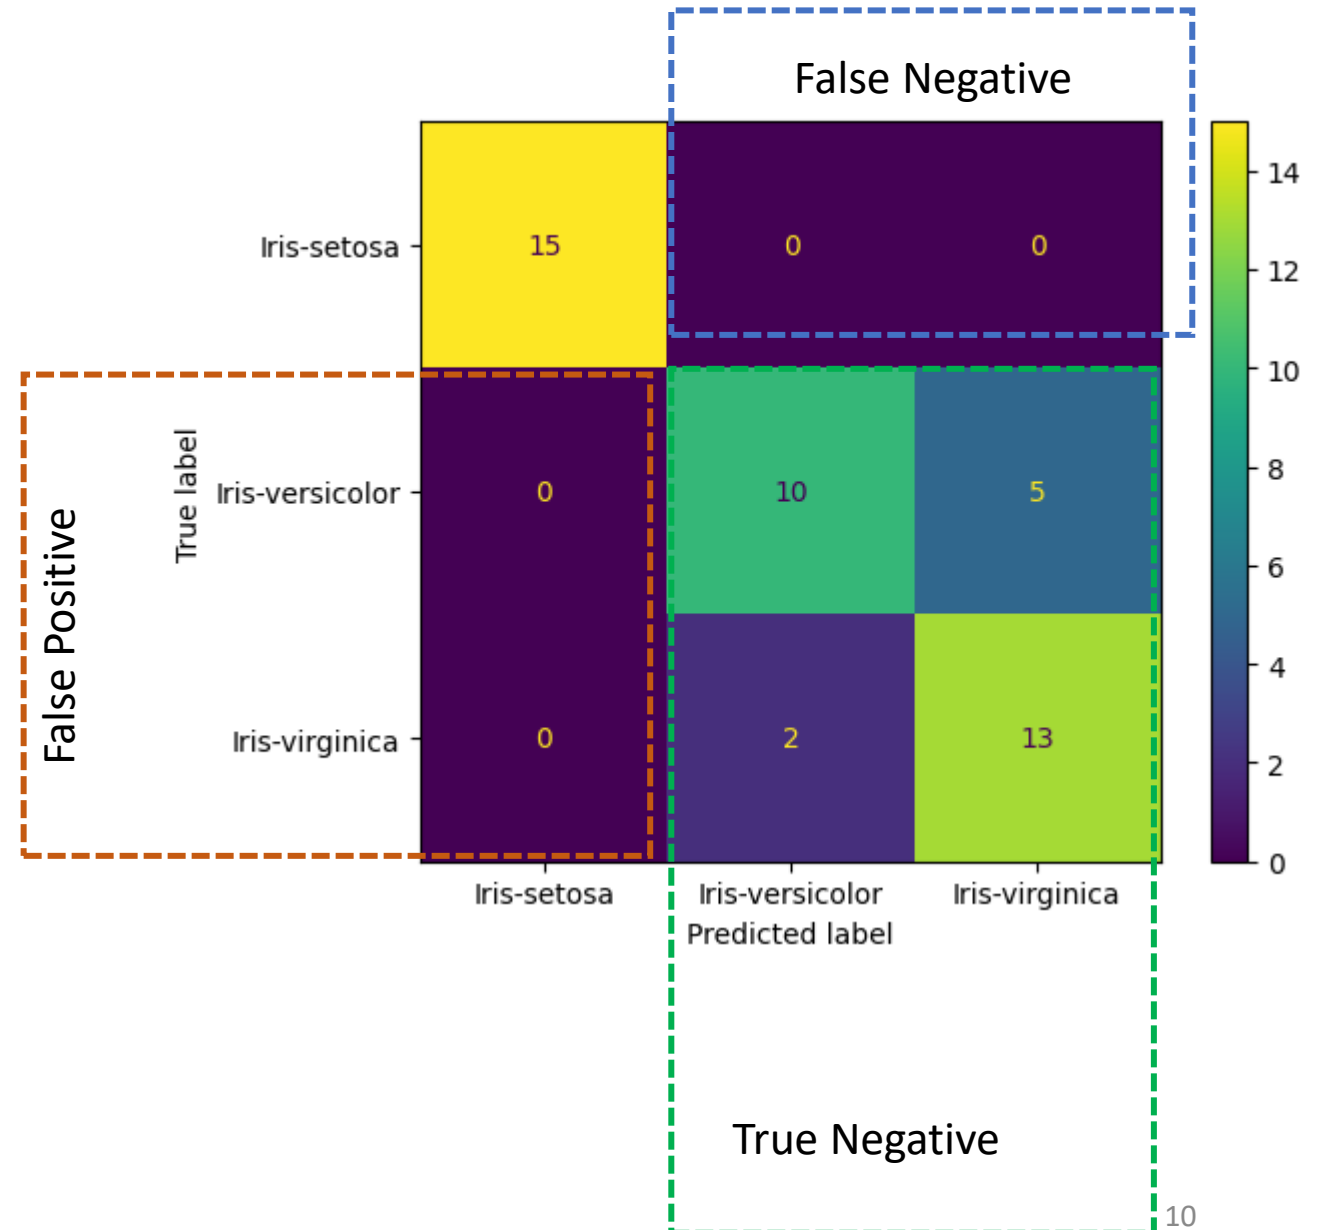 False Negative
14
Iris-setosa
15
0
0
12
10
True label
Iris-versicolor
0
10
5
8
6
False Positive
4
Iris-virginica
0
2
13
2
0
Iris-setosa
Iris-versicolor
Iris-virginica
Predicted label
True Negative
10